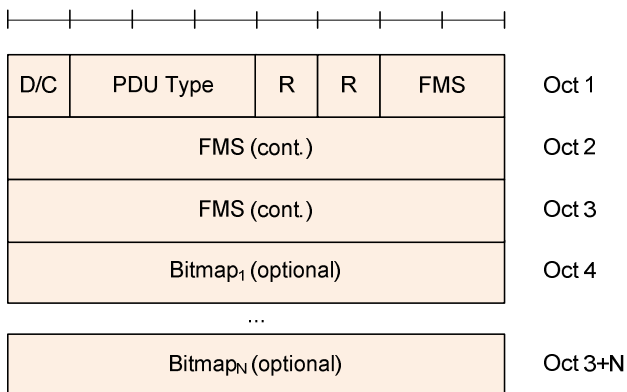 D/C PDU Type R R FMS Oct 1
FMS (cont.) Oct 2
FMS (cont.) Oct 3
Bitmap₁ (optional) Oct 4
...
Bitmap_N (optional) Oct 3+N